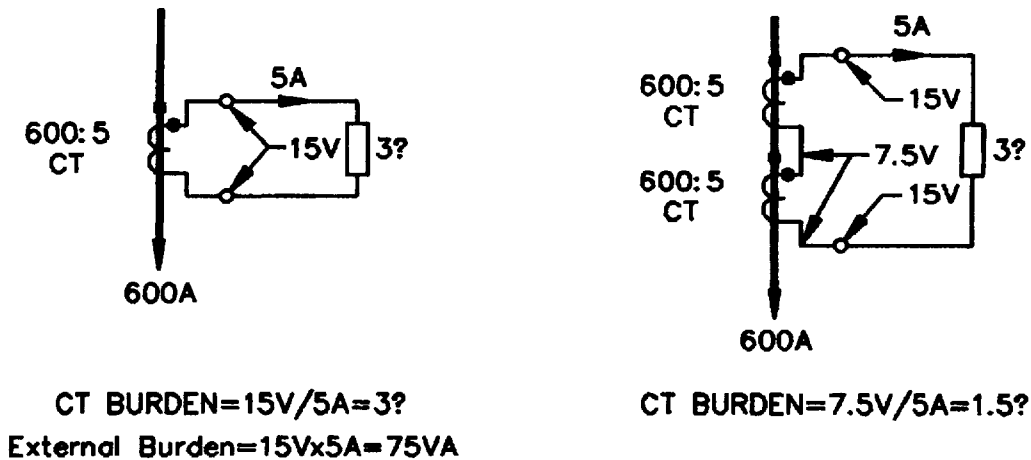 5A
600:5
CT
15V
3?
600A
CT BURDEN=15V/5A=3?
External Burden=15Vx5A=75VA
5A
600:5
CT
15V
7.5V
3?
600:5
CT
15V
600A
CT BURDEN=7.5V/5A=1.5?